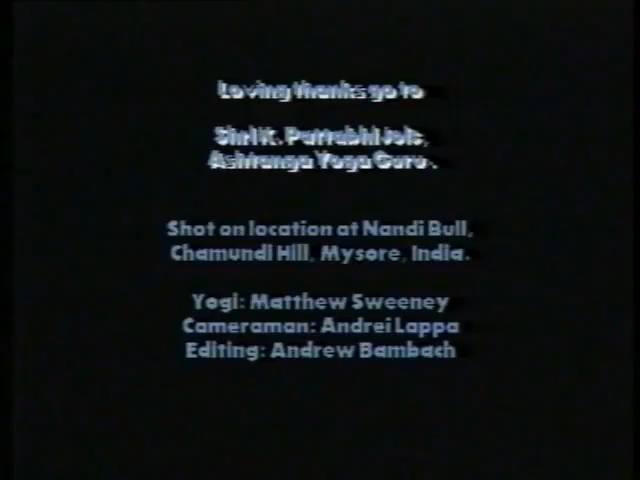 Loving thanks go to
Shri K. Pattabhi Jois,
Ashtanga Yoga Guru.
Shot on location at Nandi Bull,
Chamundi Hill, Mysore, India.
Yogi: Matthew Sweeney
Cameraman: Andrei Lappa
Editing: Andrew Bambach